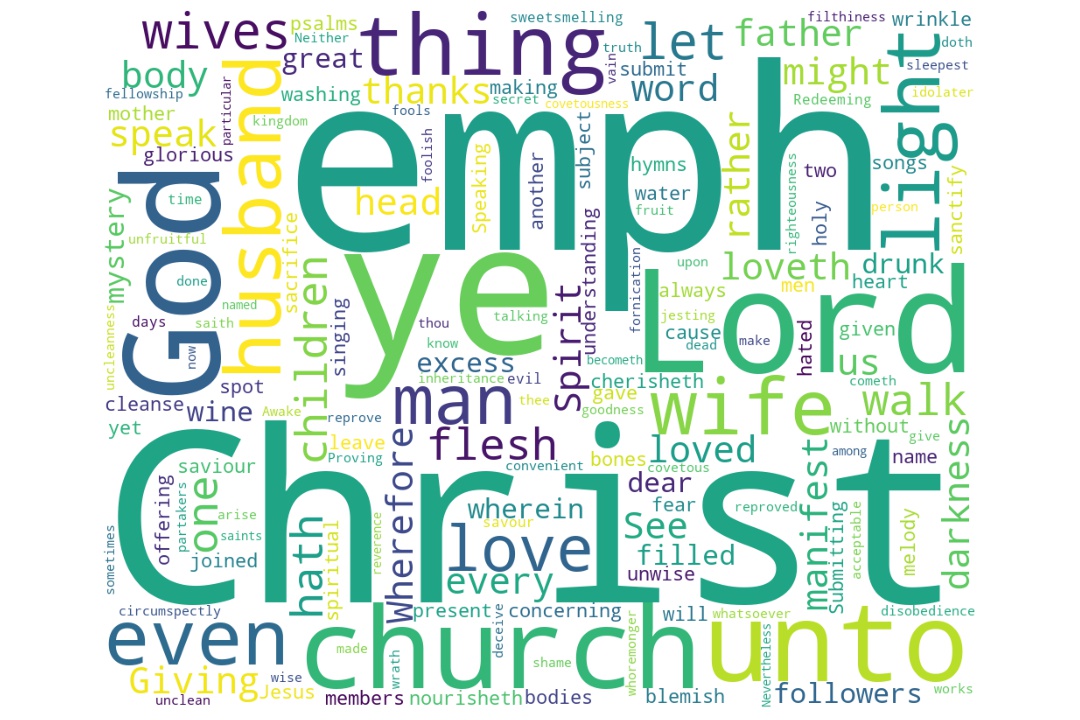 wives
psalms
Neither
sweetsmelling
filthiness
wrinkle
thing
great
truth
let
father
doth
body
vain
submit
sleepest
fellowship
particular
washing
thanks
making
word
might
light
idolater
mother
secret
covetousness
Redeeming
speak
kingdom
husband
fools
emph
glorious
foolish
subject
rather
God
time
head
Speaking
another
hymns
righteousness
two
songs
mystery
water
holy
person
sanctify
unfruitful
sacrifice
fruit
understanding
fornication
children
ye
upon
loveth
drunk
done
Spirit
always
men
heart
Lord
named
singing
talking
jesting
days
saith
thou
cause
given
uncleanness
now
know
dead
make
hated
us
excess
becometh
spot
inheritance
evil
cherisheth
cometh
cleanse
wine
Awake
man
thee
gave
goodness
wife
walk
yet
reprove
without
leave
flesh
loved
give
Christ
saviour
Proving
convenient
bones
covetous
manifest
among
name
darkness
offering
partakers
one
Wherefore
dear
arise
hath
wherein
fear
reproved
acceptable
melody
saints
spiritual
reverence
savour
See
Submitting
sometimes
joined
love
filled
every
unwise
circumspectly
present
deceive
concerning
will
whatsoever
disobedience
even
church
unto
made
wrath
shame
whoremonger
Nevertheless
Giving
wise
Jesus
unclean
members
nourisheth
bodies
blemish
followers
works